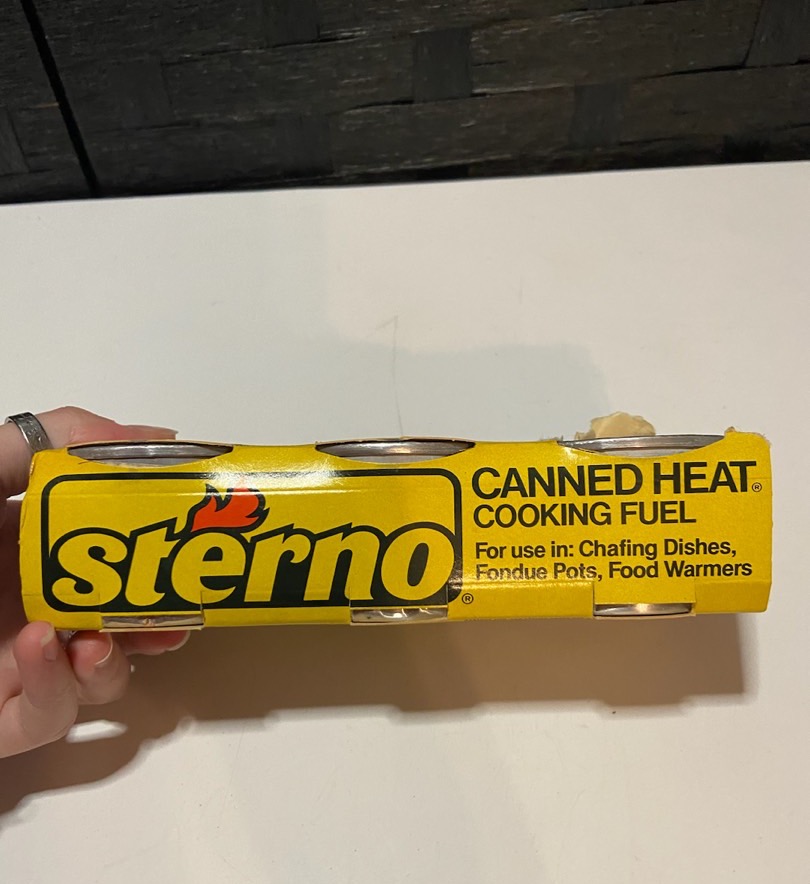 sterno®
CANNED HEAT®
COOKING FUEL
For use in: Chafing Dishes,
Fondue Pots, Food Warmers